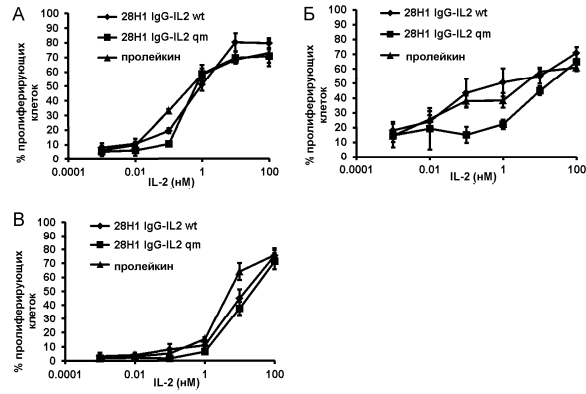 А
28H1 IgG-IL2 wt
28H1 IgG-IL2 qm
пролейкин
% пролиферирующих
клеток
100
90
80
70
60
50
40
30
20
10
0
0.0001
0.01
1
100
IL-2 (нМ)
Б
28H1 IgG-IL2 wt
28H1 IgG-IL2 qm
пролейкин
% пролиферирующих
клеток
100
90
80
70
60
50
40
30
20
10
0
0.0001
0.01
1
100
IL-2 (нМ)
В
28H1 IgG-IL2 wt
28H1 IgG-IL2 qm
пролейкин
% пролиферирующих
клеток
100
90
80
70
60
50
40
30
20
10
0
0.0001
0.01
1
100
IL-2 (нМ)